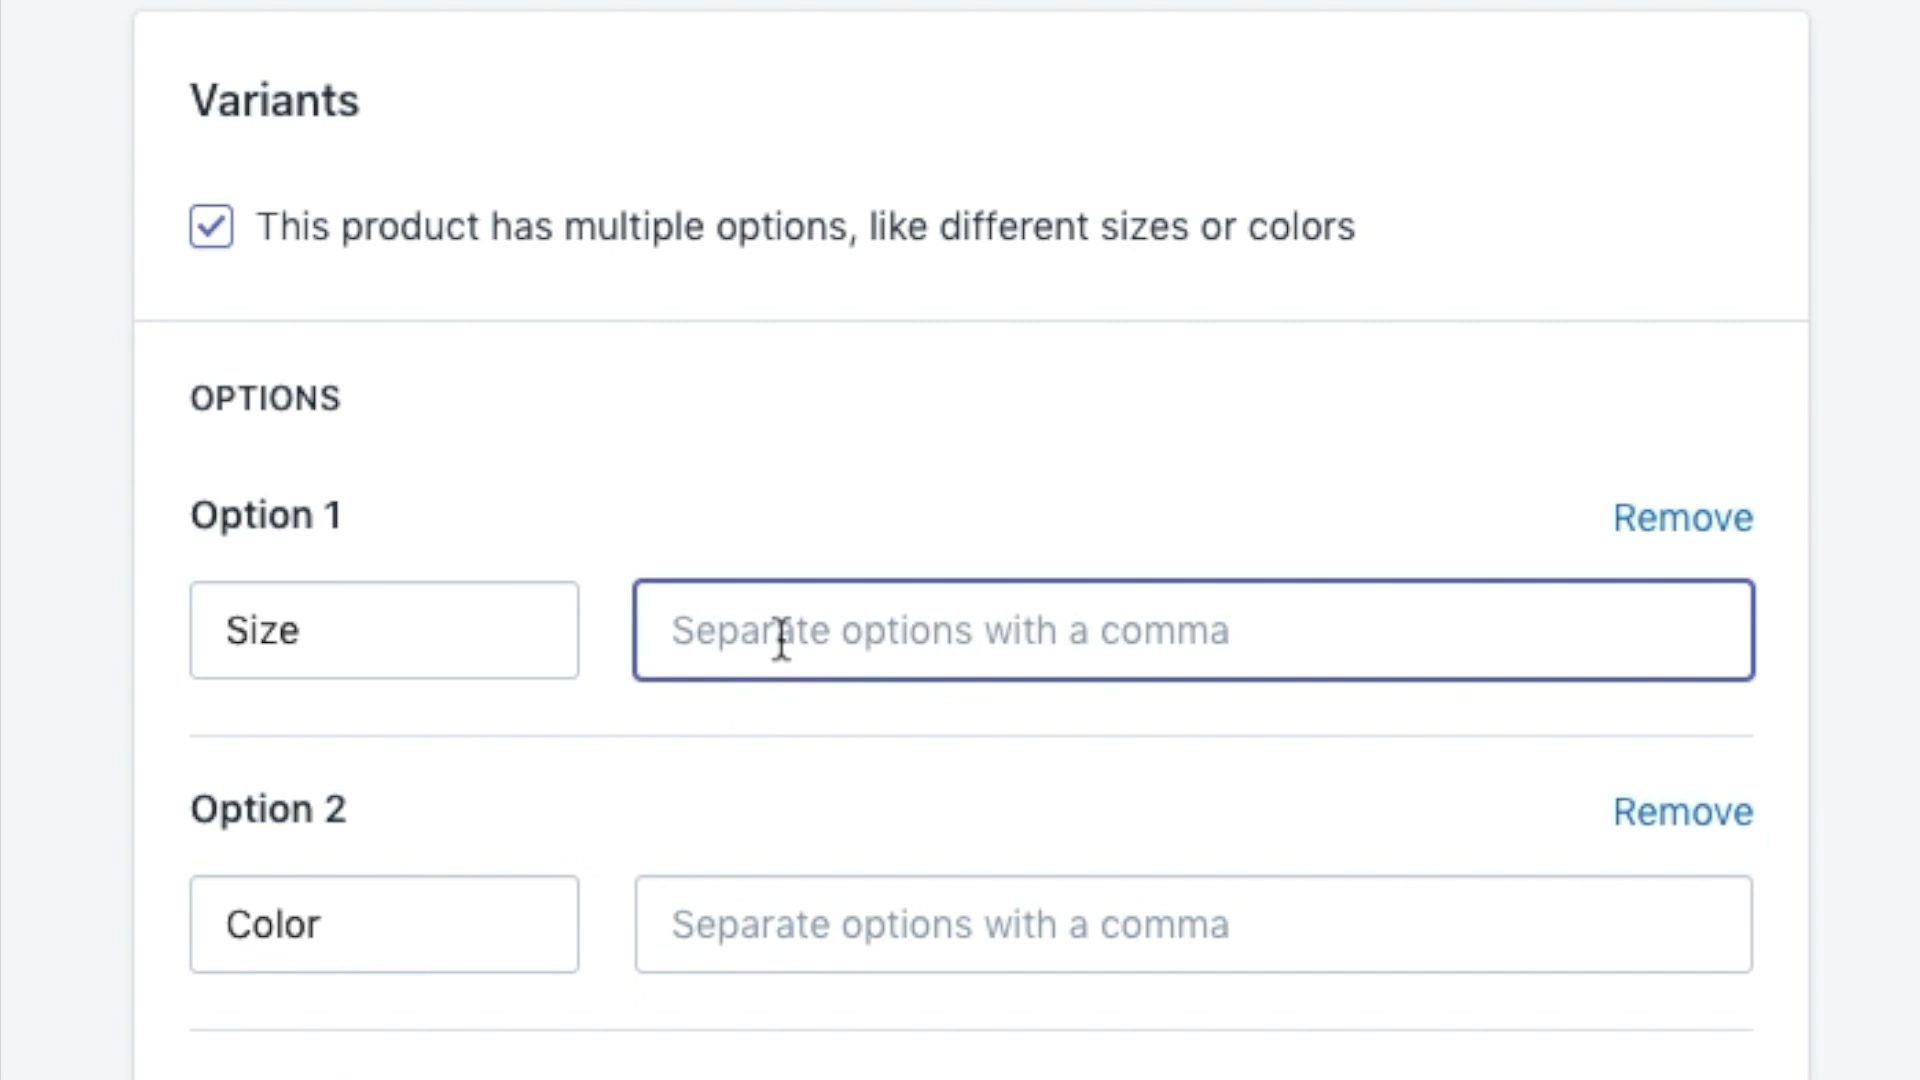 Variants
This product has multiple options, like different sizes or colors
OPTIONS
Option 1
Remove
Size
Separate options with a comma
Option 2
Remove
Color
Separate options with a comma